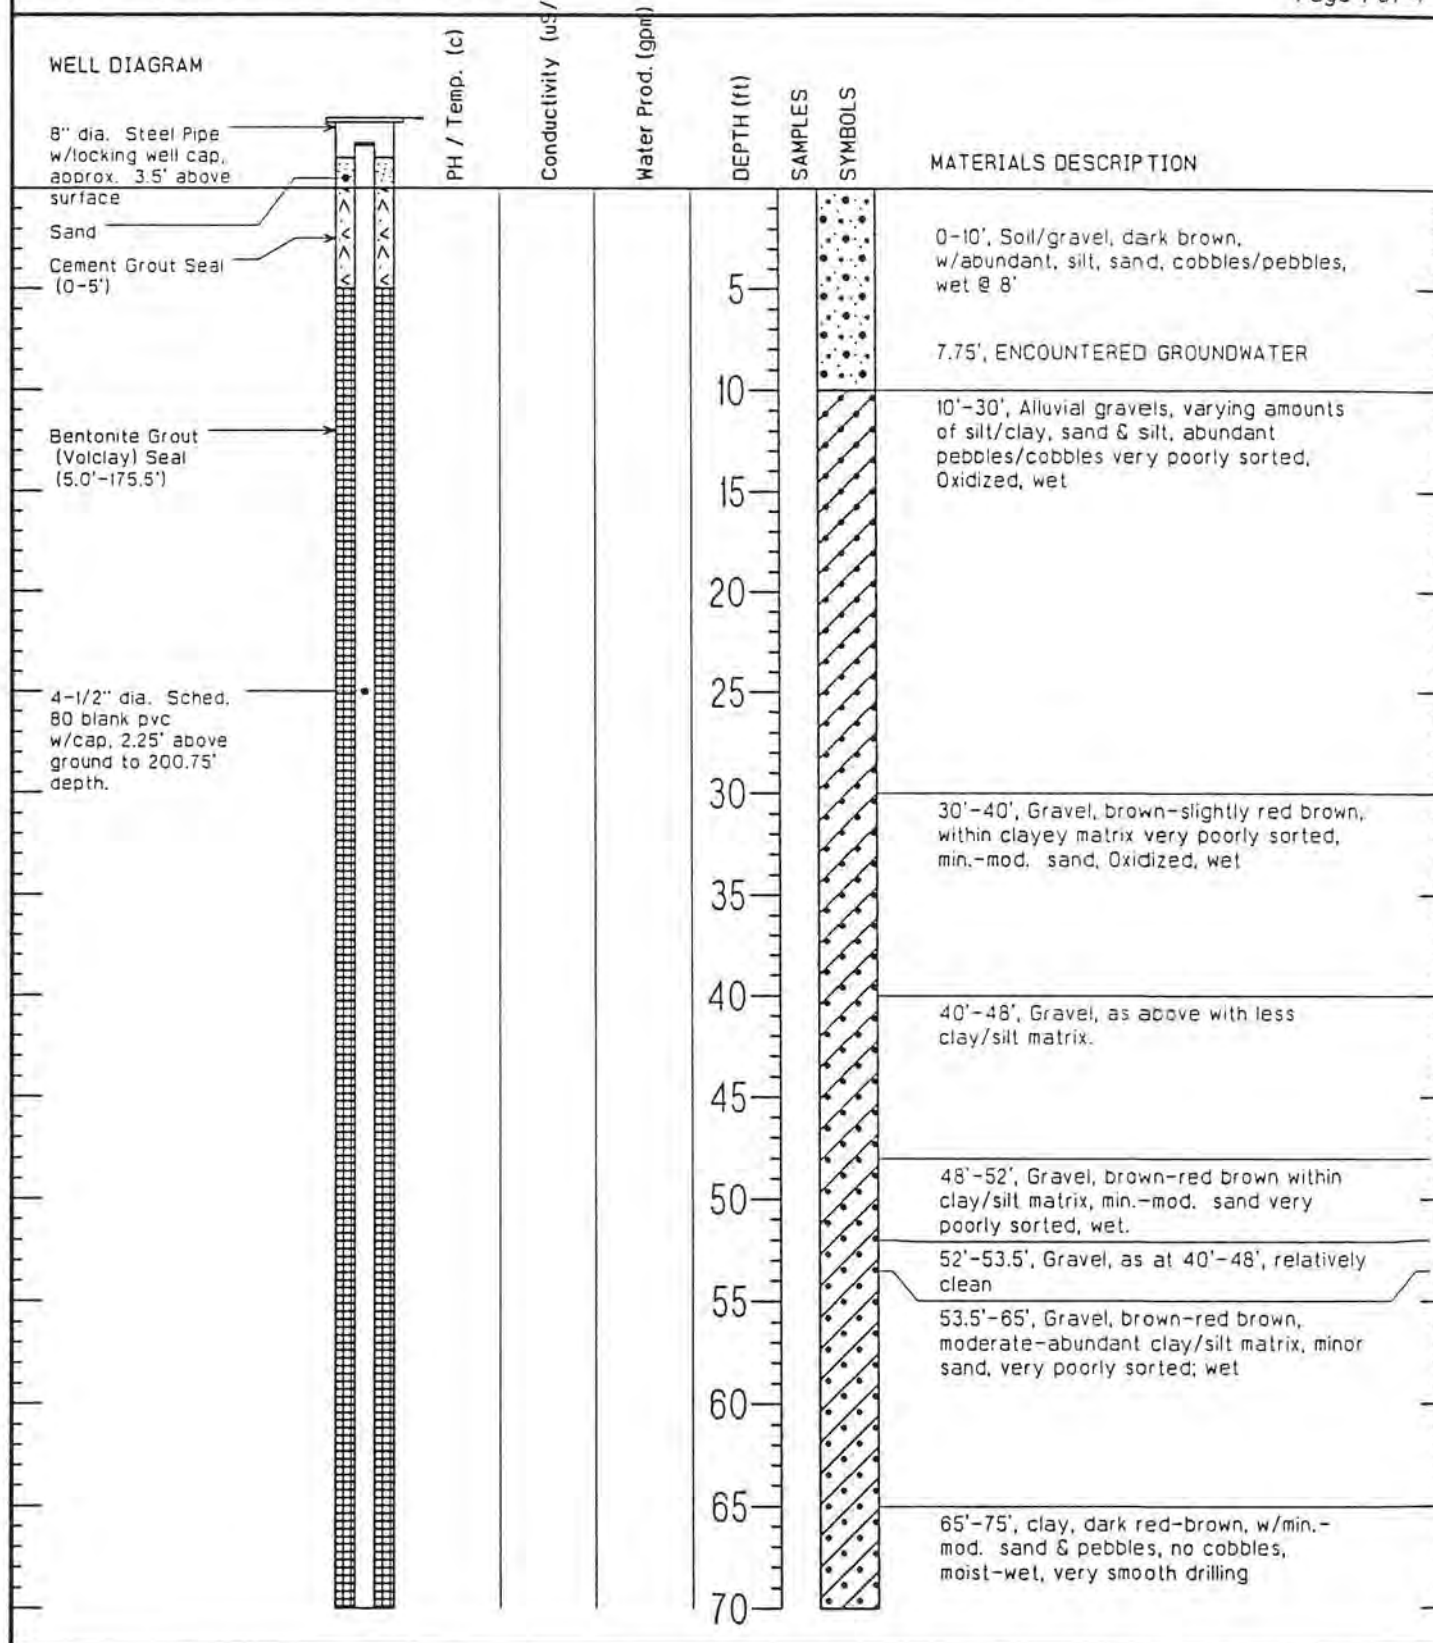 WELL DIAGRAM
8" dia. Steel Pipe
w/locking well cap,
approx. 3.5' above
surface
Sand
Cement Grout Seal
(0-5')
Bentonite Grout
(Volclay) Seal
(5.0'-175.5')
4-1/2" dia. Sched.
80 blank pvc
w/cap, 2.25' above
ground to 200.75'
depth.
PH / Temp. (c)
Conductivity (uS/
Water Prod. (gpm)
DEPTH (ft)
5
10
15
20
25
30
35
40
45
50
55
60
65
70
SAMPLES
SYMBOLS
MATERIALS DESCRIPTION
0-10', Soil/gravel, dark brown,
w/abundant, silt, sand, cobbles/pebbles,
wet @ 8'
7.75', ENCOUNTERED GROUNDWATER
10'-30', Alluvial gravels, varying amounts
of silt/clay, sand & silt, abundant
pebbles/cobbles very poorly sorted,
Oxidized, wet
30'-40', Gravel, brown-slightly red brown,
within clayey matrix very poorly sorted,
min.-mod. sand, Oxidized, wet
40'-48', Gravel, as above with less
clay/silt matrix.
48'-52', Gravel, brown-red brown within
clay/silt matrix, min.-mod. sand very
poorly sorted, wet.
52'-53.5', Gravel, as at 40'-48', relatively
clean
53.5'-65', Gravel, brown-red brown,
moderate-abundant clay/silt matrix, minor
sand, very poorly sorted; wet
65'-75', clay, dark red-brown, w/min.-
mod. sand & pebbles, no cobbles,
moist-wet, very smooth drilling